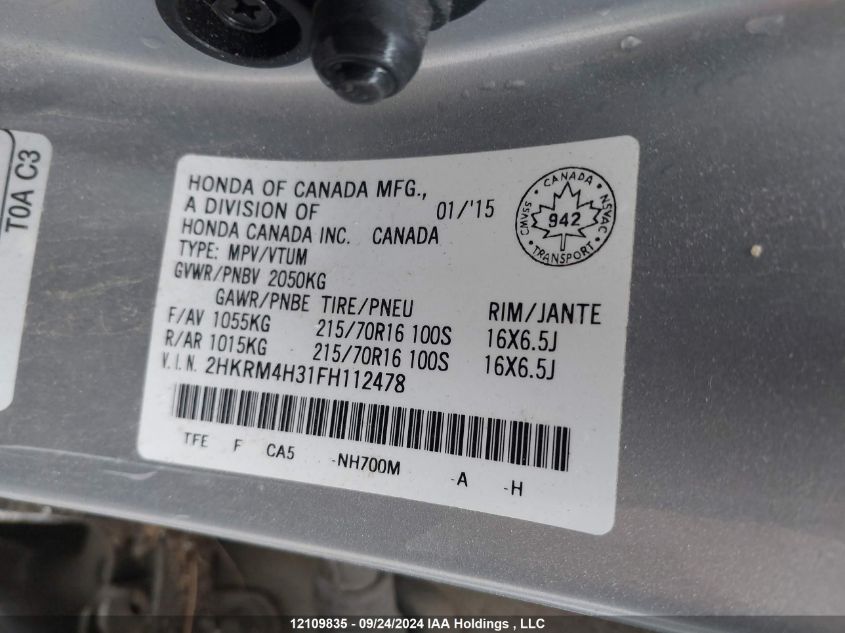 T0A C3
HONDA OF CANADA MFG.,
A DIVISION OF 01/'15
HONDA CANADA INC. CANADA
TYPE: MPV/VTUM
GVWR/PNBV 2050KG
GAWR/PNBE TIRE/PNEU RIM/JANTE
F/AV 1055KG 215/70R16 100S 16X6.5J
R/AR 1015KG 215/70R16 100S 16X6.5J
V.I.N. 2HKRM4H31FH112478
TFE F CA5 -NH700M -A -H
CANADA
CMVSS 942 NSVAC
TRANSPORT
12109835 - 09/24/2024 IAA Holdings , LLC